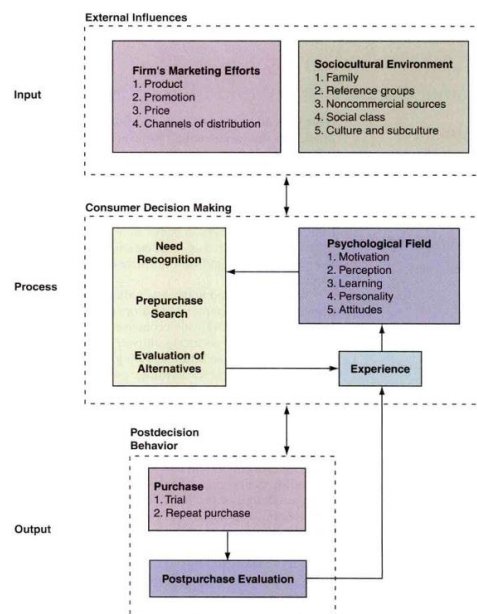 External Influences
Input
Firm's Marketing Efforts
1. Product
2. Promotion
3. Price
4. Channels of distribution
Sociocultural Environment
1. Family
2. Reference groups
3. Noncommercial sources
4. Social class
5. Culture and subculture
Consumer Decision Making
Process
Need
Recognition
Prepurchase
Search
Evaluation of
Alternatives
Psychological Field
1. Motivation
2. Perception
3. Learning
4. Personality
5. Attitudes
Experience
Postdecision
Behavior
Output
Purchase
1. Trial
2. Repeat purchase
Postpurchase Evaluation